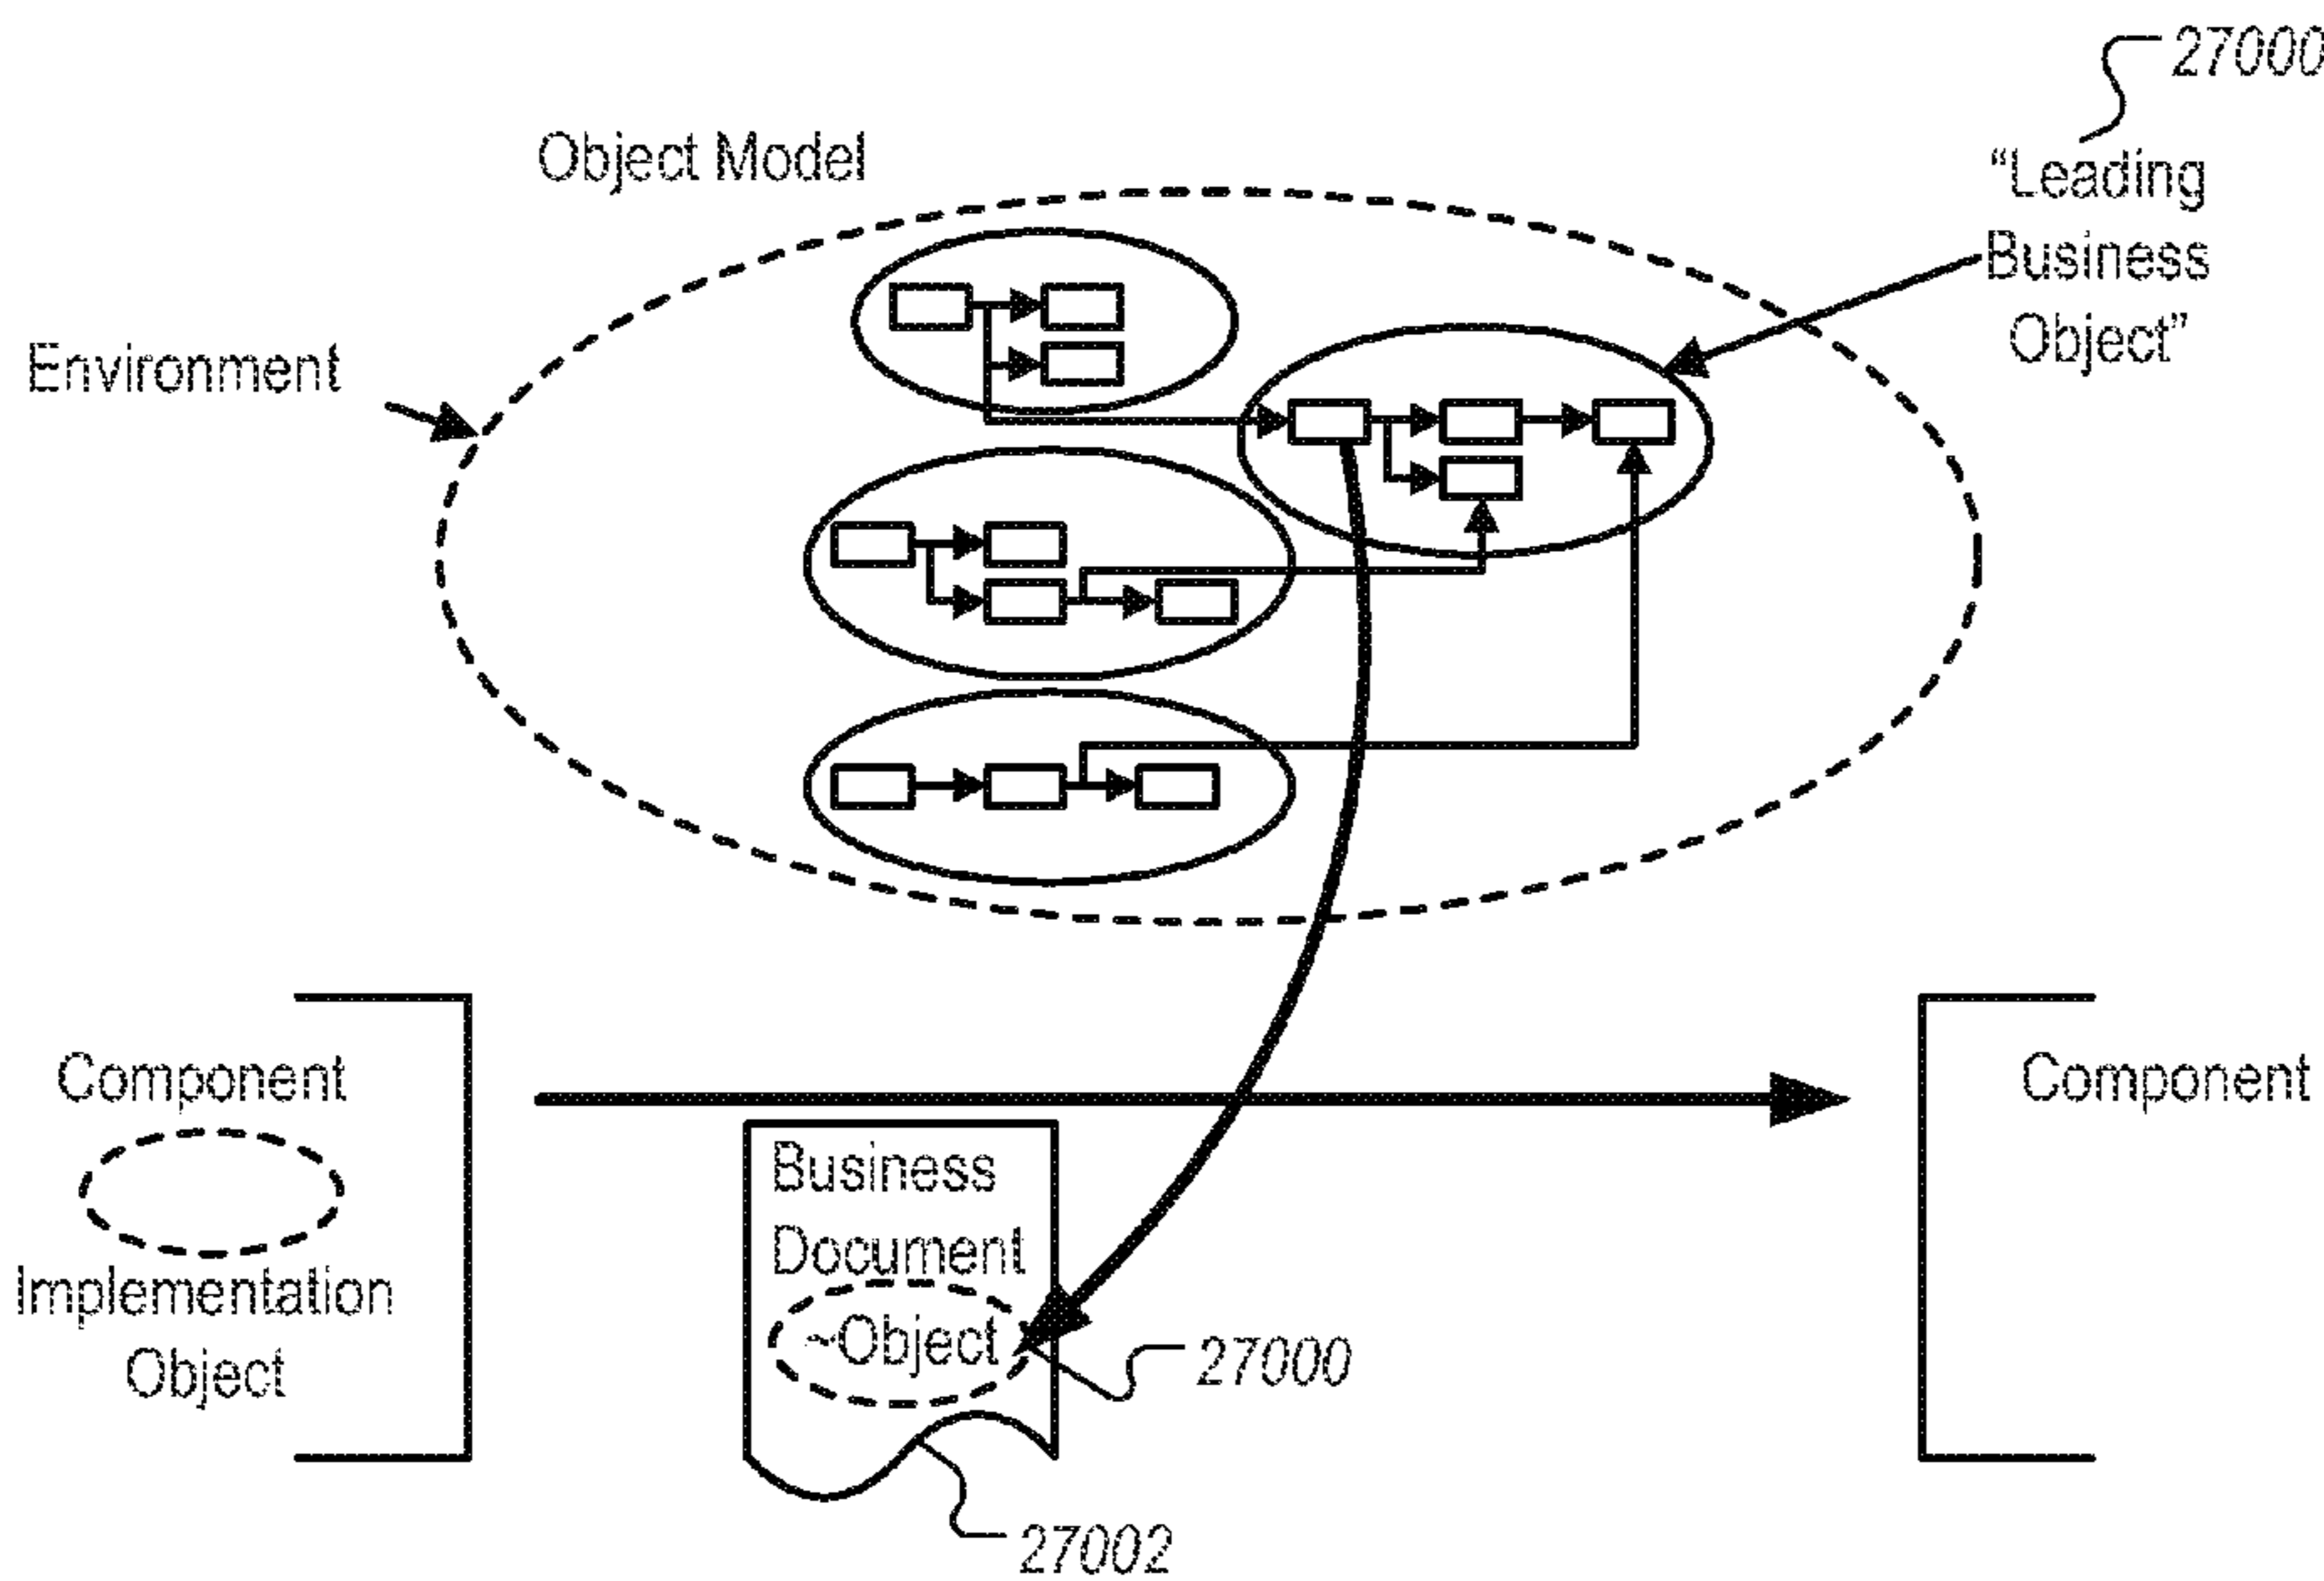 27000
Object Model
“Leading
Business
Object”
Environment
Component
Implementation
Object
Component
Business
Document
~Object
27000
27002